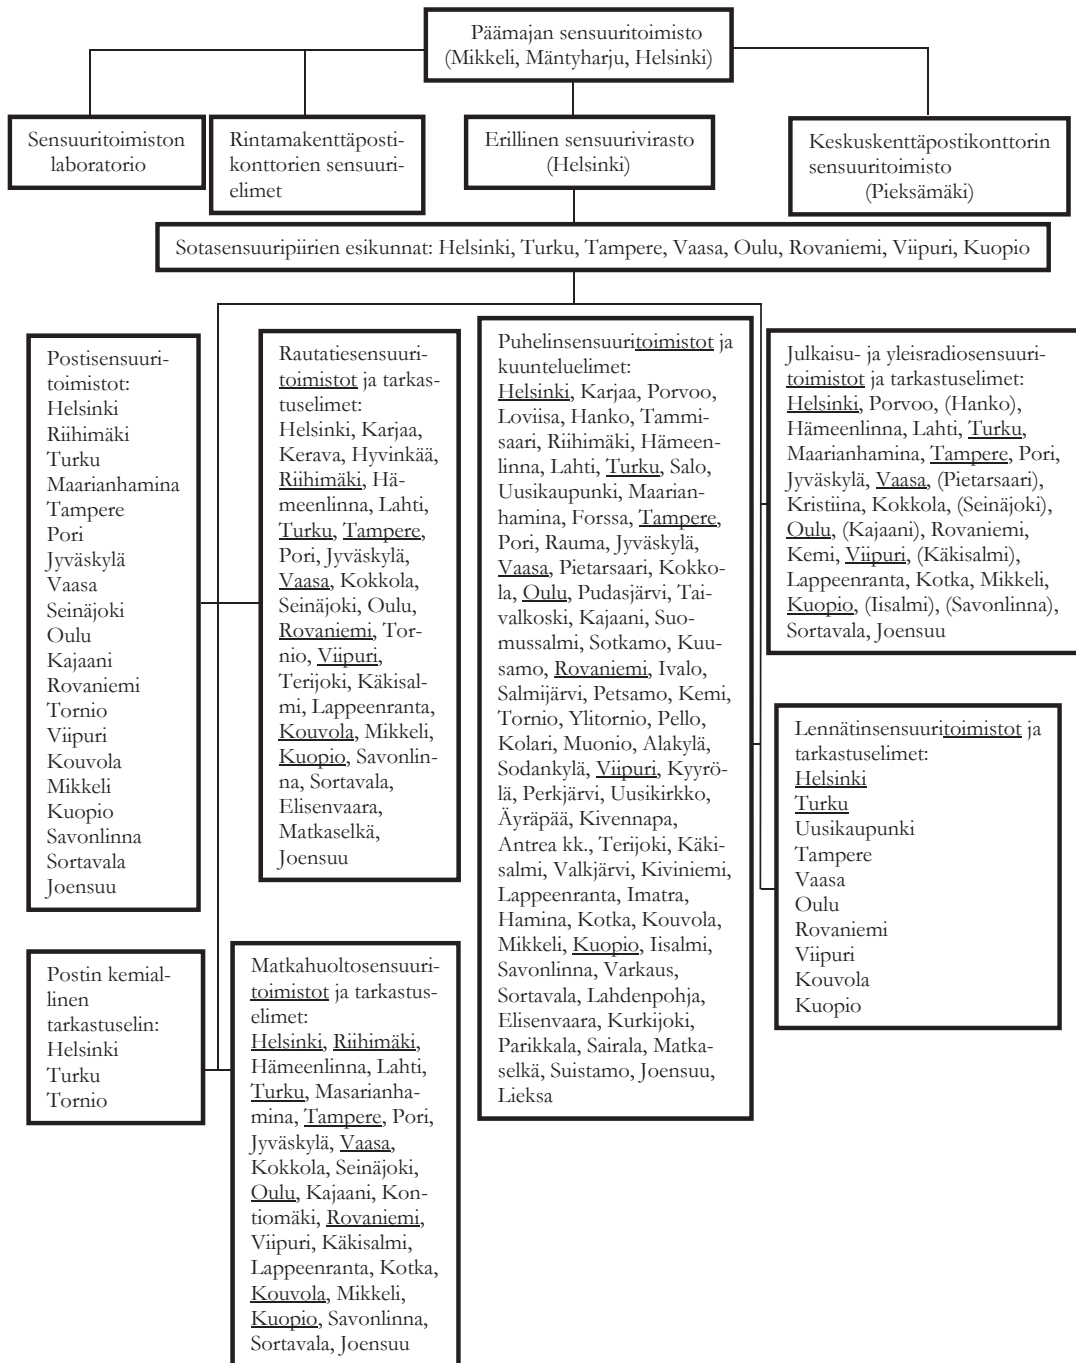 Päämajan sensuuritoimisto
(Mikkeli, Mäntyharju, Helsinki)
Sensuuritoimiston
laboratorio
Rintamakenttäposti-
konttorien sensuuri-
elimet
Erillinen sensuurivirasto
(Helsinki)
Keskuskenttäpostikonttorin
sensuuritoimisto
(Pieksämäki)
Sotasensuuripiirien esikunnat: Helsinki, Turku, Tampere, Vaasa, Oulu, Rovaniemi, Viipuri, Kuopio
Postisensuuri-
toimistot:
Helsinki
Riihimäki
Turku
Maarianhamina
Tampere
Pori
Jyväskylä
Vaasa
Seinäjoki
Oulu
Kajaani
Rovaniemi
Tornio
Viipuri
Kouvola
Mikkeli
Kuopio
Savonlinna
Sortavala
Joensuu
Rautatiesensuuri-
toimistot ja tarkas-
tuselimet:
Helsinki, Karjaa,
Kerava, Hyvinkää,
Riihimäki, Hä-
meenlinna, Lahti,
Turku, Tampere,
Pori, Jyväskylä,
Vaasa, Kokkola,
Seinäjoki, Oulu,
Rovaniemi, Tor-
nio, Viipuri,
Terijoki, Käkisal-
mi, Lappeenranta,
Kouvola, Mikkeli,
Kuopio, Savonlin-
na, Sortavala,
Elisenvaara,
Matkaselkä,
Joensuu
Puhelinsensuuritoimistot ja
kuunteluelimet:
Helsinki, Karjaa, Porvoo,
Loviisa, Hanko, Tammi-
saari, Riihimäki, Hämeen-
linna, Lahti, Turku, Salo,
Uusikaupunki, Maarian-
hamina, Forssa, Tampere,
Pori, Rauma, Jyväskylä,
Vaasa, Pietarsaari, Kokko-
la, Oulu, Pudasjärvi, Tai-
valkoski, Kajaani, Suo-
mussalmi, Sotkamo, Kuu-
samo, Rovaniemi, Ivalo,
Salmijärvi, Petsamo, Kemi,
Tornio, Ylitornio, Pello,
Kolari, Muonio, Alakylä,
Sodankylä, Viipuri, Kyyrö-
lä, Perkjärvi, Uusikirkko,
Äyräpää, Kivennapa,
Antrea kk., Terijoki, Käki-
salmi, Valkjärvi, Kiviniemi,
Lappeenranta, Imatra,
Hamina, Kotka, Kouvola,
Mikkeli, Kuopio, Iisalmi,
Savonlinna, Varkaus,
Sortavala, Lahdenpohja,
Elisenvaara, Kurkijoki,
Parikkala, Sairala, Matka-
selkä, Suistamo, Joensuu,
Lieksa
Julkaisu- ja yleisradiosensuuri-
toimistot ja tarkastuselimet:
Helsinki, Porvoo, (Hanko),
Hämeenlinna, Lahti, Turku,
Maarianhamina, Tampere, Pori,
Jyväskylä, Vaasa, (Pietarsaari),
Kristiina, Kokkola, (Seinäjoki),
Oulu, (Kajaani), Rovaniemi,
Kemi, Viipuri, (Käkisalmi),
Lappeenranta, Kotka, Mikkeli,
Kuopio, (Iisalmi), (Savonlinna),
Sortavala, Joensuu
Lennätinsensuuritoimistot ja
tarkastuselimet:
Helsinki
Turku
Uusikaupunki
Tampere
Vaasa
Oulu
Rovaniemi
Viipuri
Kouvola
Kuopio
Postin kemial-
linen
tarkastuselin:
Helsinki
Turku
Tornio
Matkahuoltosensuuri-
toimistot ja tarkastus-
elimet:
Helsinki, Riihimäki,
Hämeenlinna, Lahti,
Turku, Masarianha-
mina, Tampere, Pori,
Jyväskylä, Vaasa,
Kokkola, Seinäjoki,
Oulu, Kajaani, Kon-
tiomäki, Rovaniemi,
Viipuri, Käkisalmi,
Lappeenranta, Kotka,
Kouvola, Mikkeli,
Kuopio, Savonlinna,
Sortavala, Joensuu